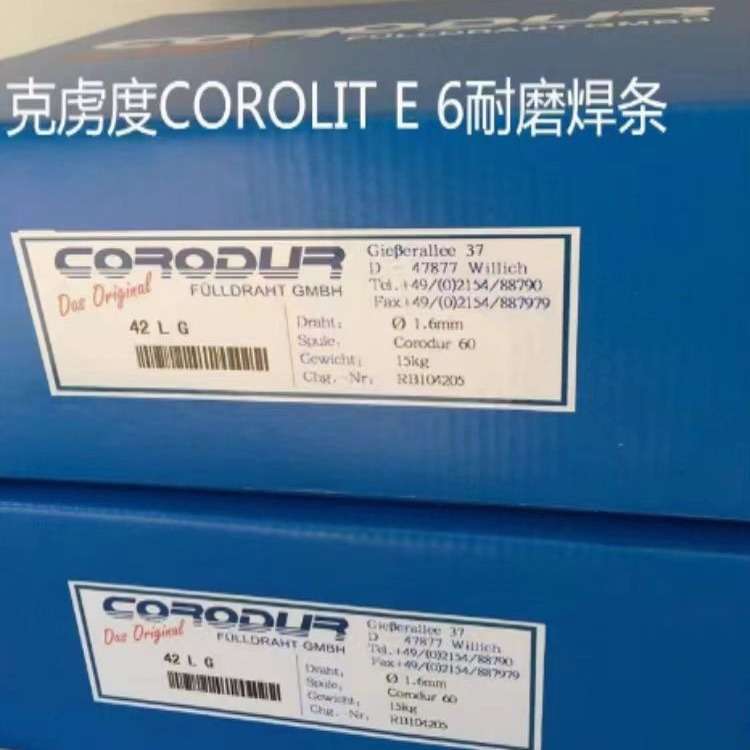 CORODUR
FÜLLDRAHT GMBH
克虏度COROLIT E 6耐磨焊条
CORODUR
Das Original
FÜLLDRAHT GMBH
42 L G
Gießerallee 37
D - 47877 Willich
Tel.+49/(0)2154/88790
Fax+49/(0)2154/887979
Draht: Ø 1.6mm
Spule: Corodur 60
Gewicht: 15kg
Chg.-Nr: RB104205
CORODUR
Das Original
FÜLLDRAHT GMBH
42 L G
Gießerallee 37
D 47877 Willich
Tel.+49/(0)2154/88790
Fax+49/(0)2154/887979
Draht: Ø 1.6mm
Spule: Corodur 60
Gewicht: 15kg
Chg.-Nr: RB104205